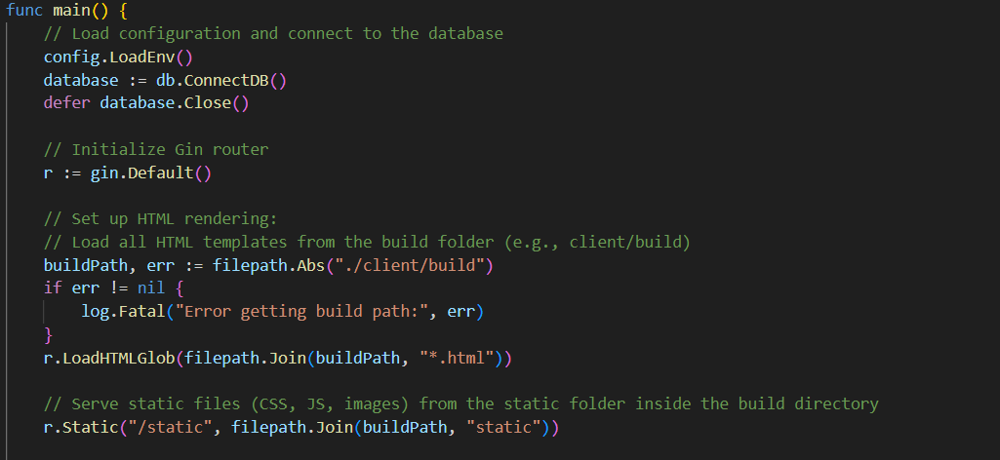 func main() {
    // Load configuration and connect to the database
    config.LoadEnv()
    database := db.ConnectDB()
    defer database.Close()

    // Initialize Gin router
    r := gin.Default()

    // Set up HTML rendering:
    // Load all HTML templates from the build folder (e.g., client/build)
    buildPath, err := filepath.Abs("./client/build")
    if err != nil {
        log.Fatal("Error getting build path:", err)
    }
    r.LoadHTMLGlob(filepath.Join(buildPath, "*.html"))

    // Serve static files (CSS, JS, images) from the static folder inside the build directory
    r.Static("/static", filepath.Join(buildPath, "static"))